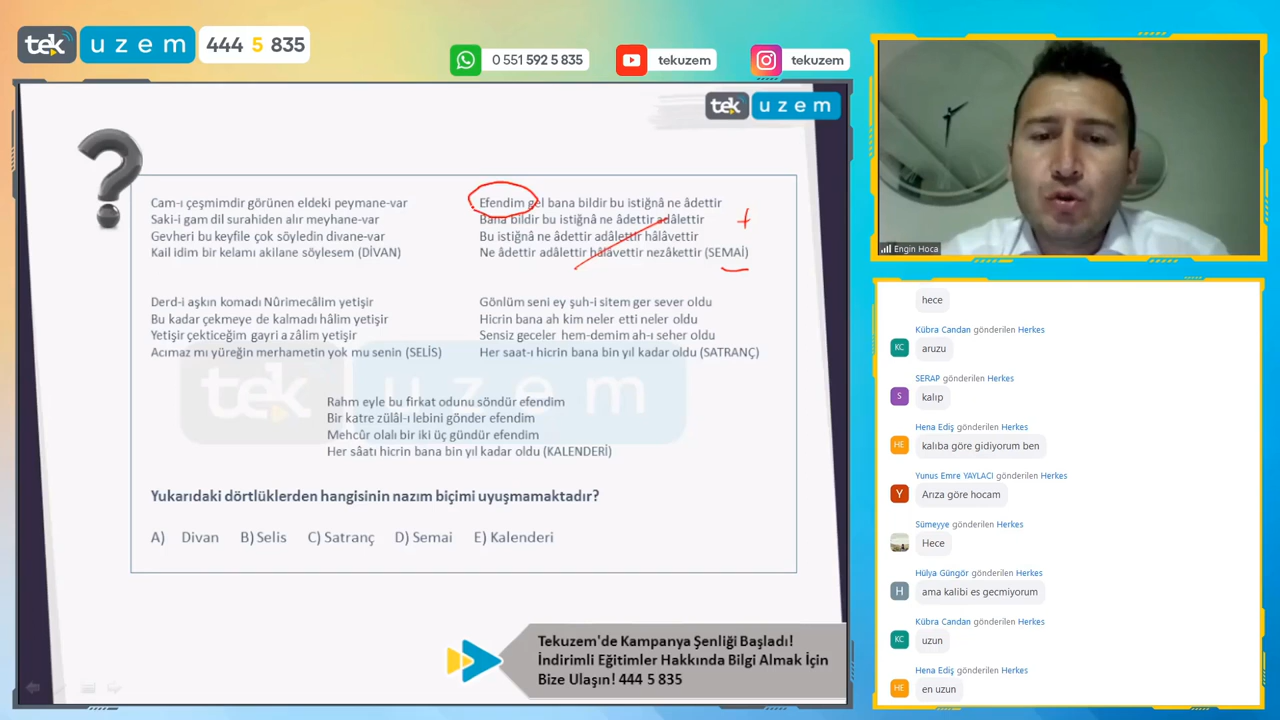 tek uzem 444 5 835
0 551 592 5 835
tekuzem
tekuzem
tek uzem
Cam-ı çeşmimdir görünen eldeki peymane-var
Saki-i gam dil surahiden alır meyhane-var
Gevheri bu keyfile çok söyledin divane-var
Kail idim bir kelamı akilane söylesem (DİVAN)
Efendim gel bana bildir bu istiğnâ ne âdettir
Bana bildir bu istiğnâ ne âdettir adâlettir
Bu istiğnâ ne âdettir adâlettir hâlâvettir
Ne âdettir adâlettir hâlâvettir nezâkettir (SEMAİ)
Derd-i aşkın komadı Nûrimecâlim yetişir
Bu kadar çekmeye de kalmadı hâlim yetişir
Yetişir çekticeğim gayri a zâlim yetişir
Acımaz mı yüreğin merhametin yok mu senin (SELİS)
Gönlüm seni ey şuh-i sitem ger sever oldu
Hicrin bana ah kim neler etti neler oldu
Sensiz geceler hem-demim ah-ı seher oldu
Her saat-ı hicrin bana bin yıl kadar oldu (SATRANÇ)
tek uzem
Rahm eyle bu firkat odunu söndür efendim
Bir katre zülâl-ı lebini gönder efendim
Mehcûr olalı bir iki üç gündür efendim
Her sâatı hicrin bana bin yıl kadar oldu (KALENDERİ)
Yukarıdaki dörtlüklerden hangisinin nazım biçimi uyuşmamaktadır?
A) Divan B) Selis C) Satranç D) Semai E) Kalenderi
Tekuzem'de Kampanya Şenliği Başladı!
İndirimli Eğitimler Hakkında Bilgi Almak İçin
Bize Ulaşın! 444 5 835
Engin Hoca
hece
Kübra Candan gönderilen Herkes
KC aruzu
SERAP gönderilen Herkes
S kalıp
Hena Ediş gönderilen Herkes
HE kalıba göre gidiyorum ben
Yunus Emre YAYLACI gönderilen Herkes
Y Arıza göre hocam
Sümeyye gönderilen Herkes
Hece
Hülya Güngör gönderilen Herkes
H ama kalibi es gecmiyorum
Kübra Candan gönderilen Herkes
KC uzun
Hena Ediş gönderilen Herkes
HE en uzun